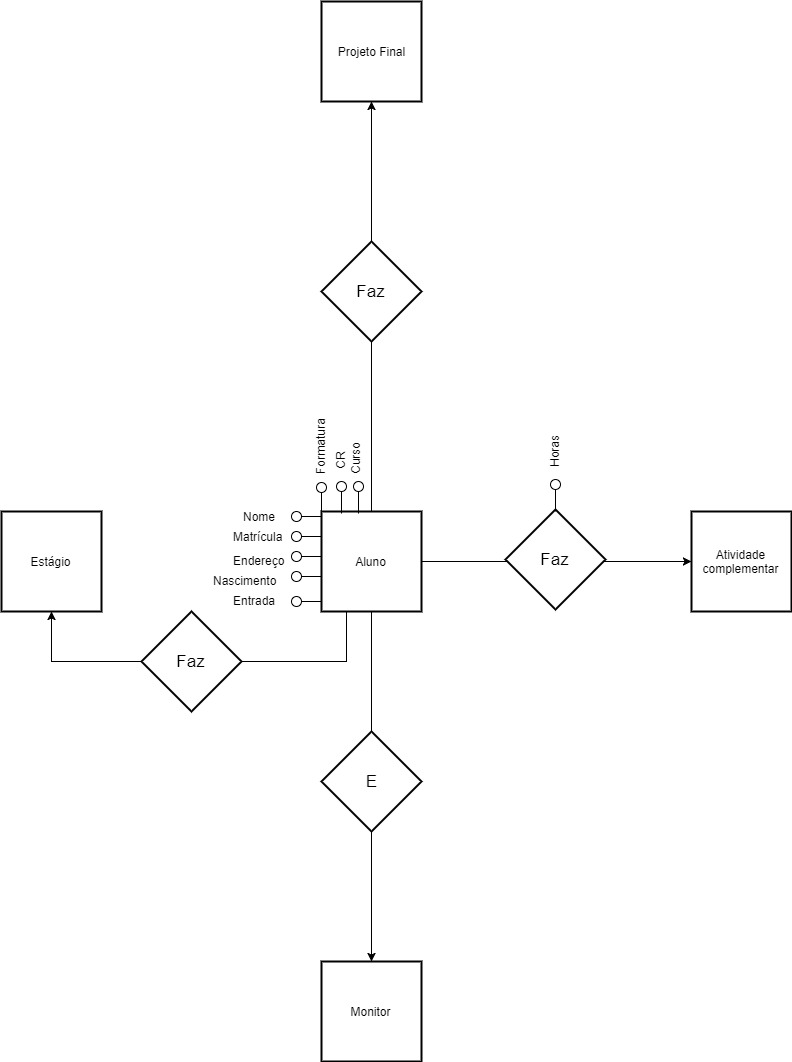 Projeto Final
Faz
Formatura
CR
Curso
Horas
Nome
Matrícula
Endereço
Nascimento
Entrada
Estágio
Aluno
Faz
Atividade
complementar
Faz
E
Monitor